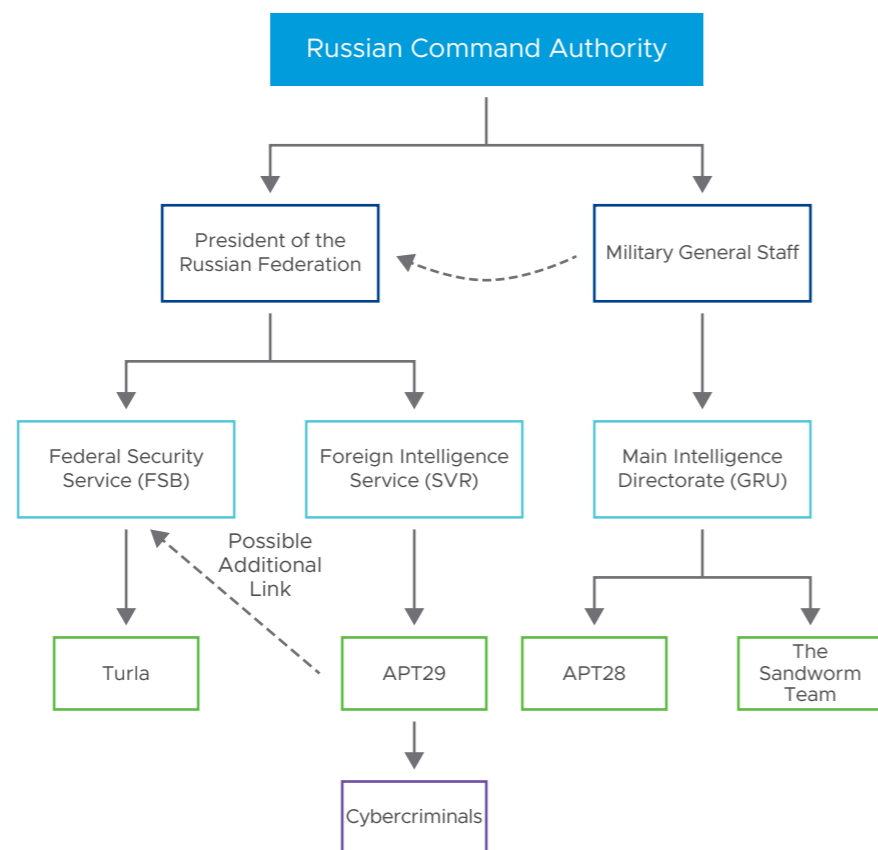 Russian Command Authority
President of the
Russian Federation
Military General Staff
Federal Security
Service (FSB)
Foreign Intelligence
Service (SVR)
Main Intelligence
Directorate (GRU)
Possible
Additional
Link
Turla
APT29
APT28
The
Sandworm
Team
Cybercriminals